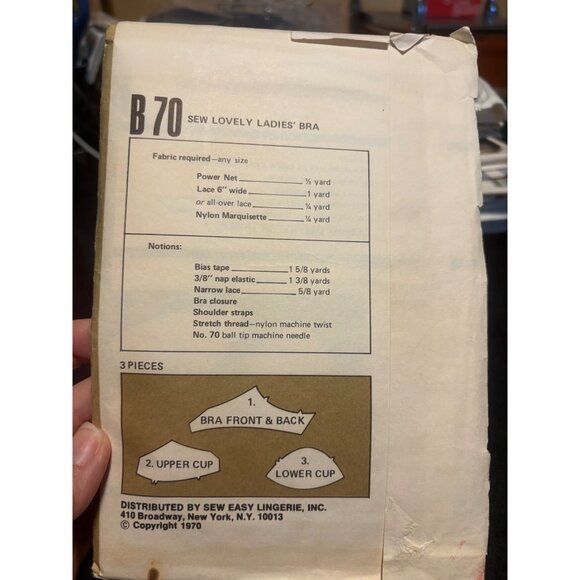 B 70 SEW LOVELY LADIES' BRA
Fabric required—any size
Power Net ½ yard
Lace 6" wide 1 yard
or all-over lace ¼ yard
Nylon Marquisette ¼ yard
Notions:
Bias tape 1 5/8 yards
3/8" nap elastic 1 3/8 yards
Narrow lace 5/8 yard
Bra closure
Shoulder straps
Stretch thread—nylon machine twist
No. 70 ball tip machine needle
3 PIECES
1.
BRA FRONT & BACK
2. UPPER CUP
3.
LOWER CUP
DISTRIBUTED BY SEW EASY LINGERIE, INC.
410 Broadway, New York, N.Y. 10013
© Copyright 1970